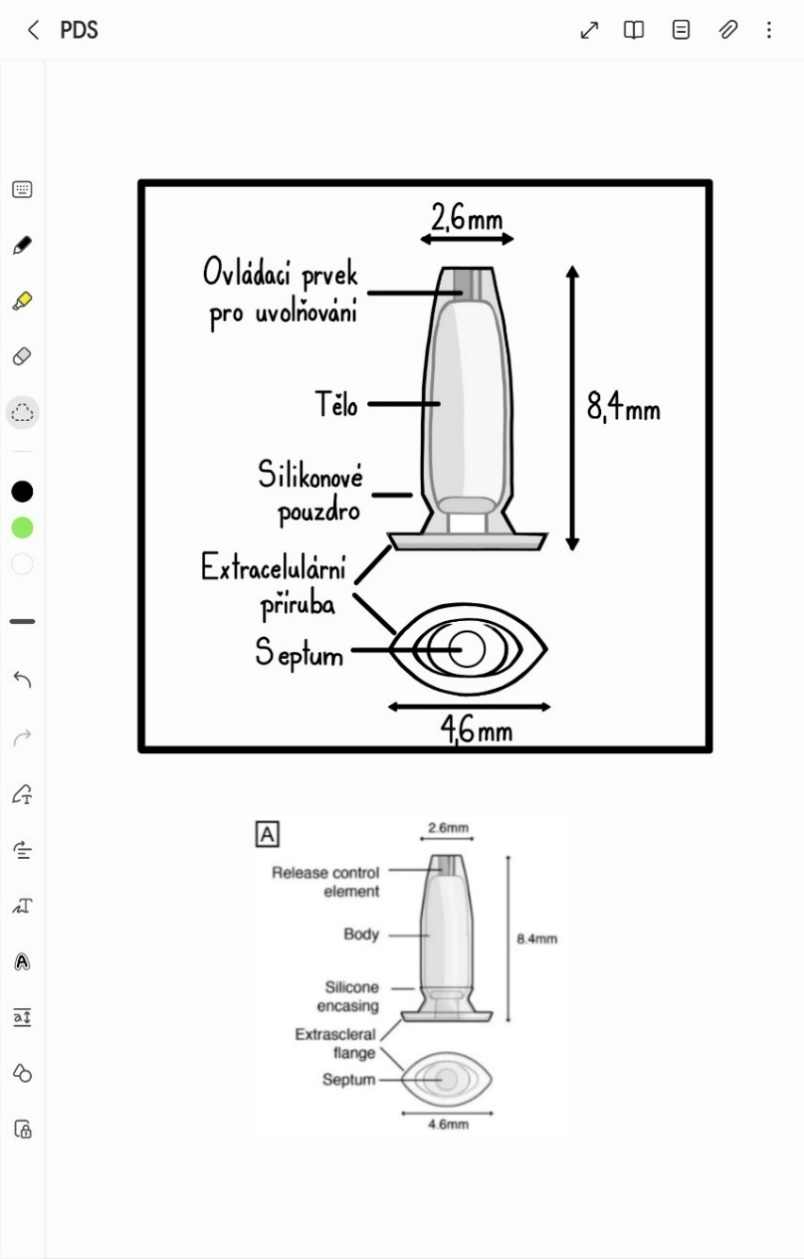 PDS
2,6mm
Ovládací prvek
pro uvolňování
Tělo
8,4mm
Silikonové
pouzdro
Extracelulární
příruba
Septum
4,6mm
A
2.6mm
Release control
element
Body
8.4mm
Silicone
encasing
Extrascleral
flange
Septum
4.6mm